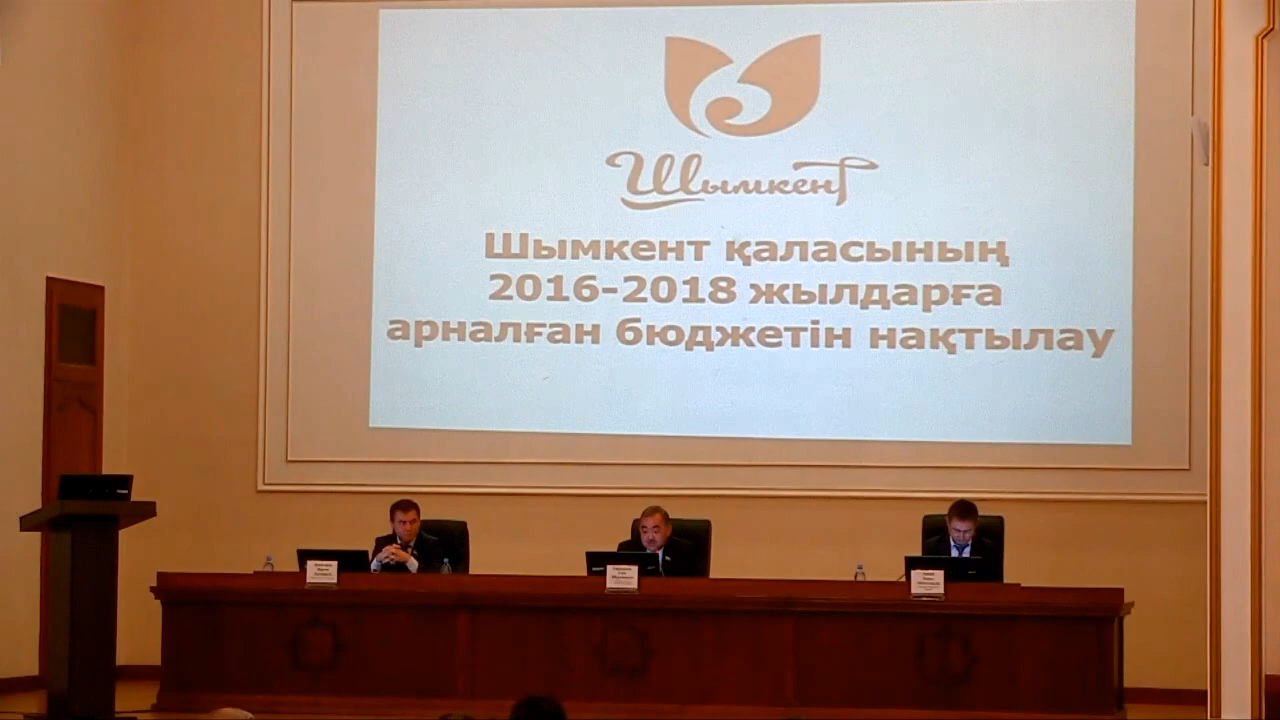 Шымкент
Шымкент қаласының
2016-2018 жылдарға
арналған бюджетін нақтылау